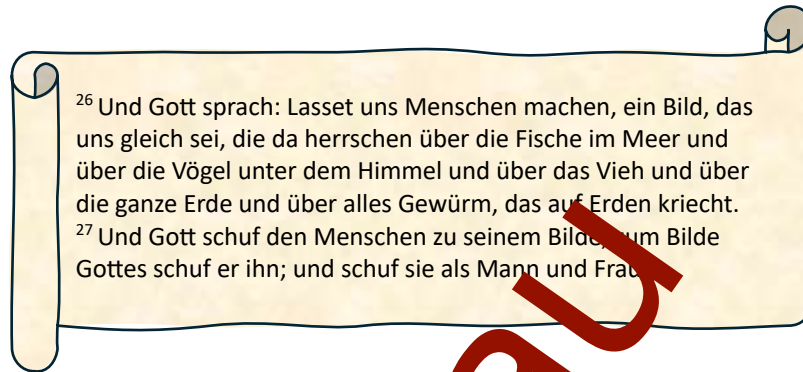 26 Und Gott sprach: Lasset uns Menschen machen, ein Bild, das
uns gleich sei, die da herrschen über die Fische im Meer und
über die Vögel unter dem Himmel und über das Vieh und über
die ganze Erde und über alles Gewürm, das auf Erden kriecht.
27 Und Gott schuf den Menschen zu seinem Bilde, zum Bilde
Gottes schuf er ihn; und schuf sie als Mann und Frau
au